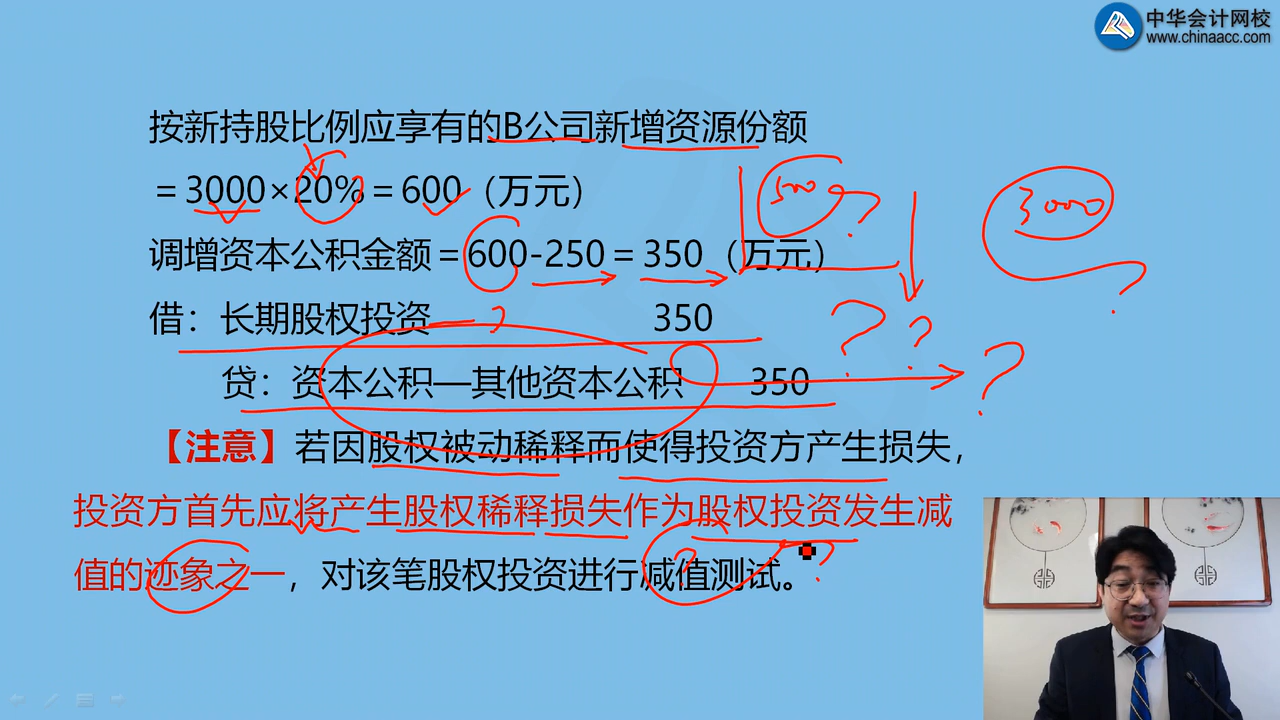 中华会计网校
www.chinaacc.com
按新持股比例应享有的B公司新增资源份额
＝3000×20%＝600（万元）
调增资本公积金额＝600-250＝350（万元）
借：长期股权投资 350
贷：资本公积—其他资本公积 350
【注意】若因股权被动稀释而使得投资方产生损失，
投资方首先应将产生股权稀释损失作为股权投资发生减
值的迹象之一，对该笔股权投资进行减值测试。
500
?
3000
?
?
?
?
?
?